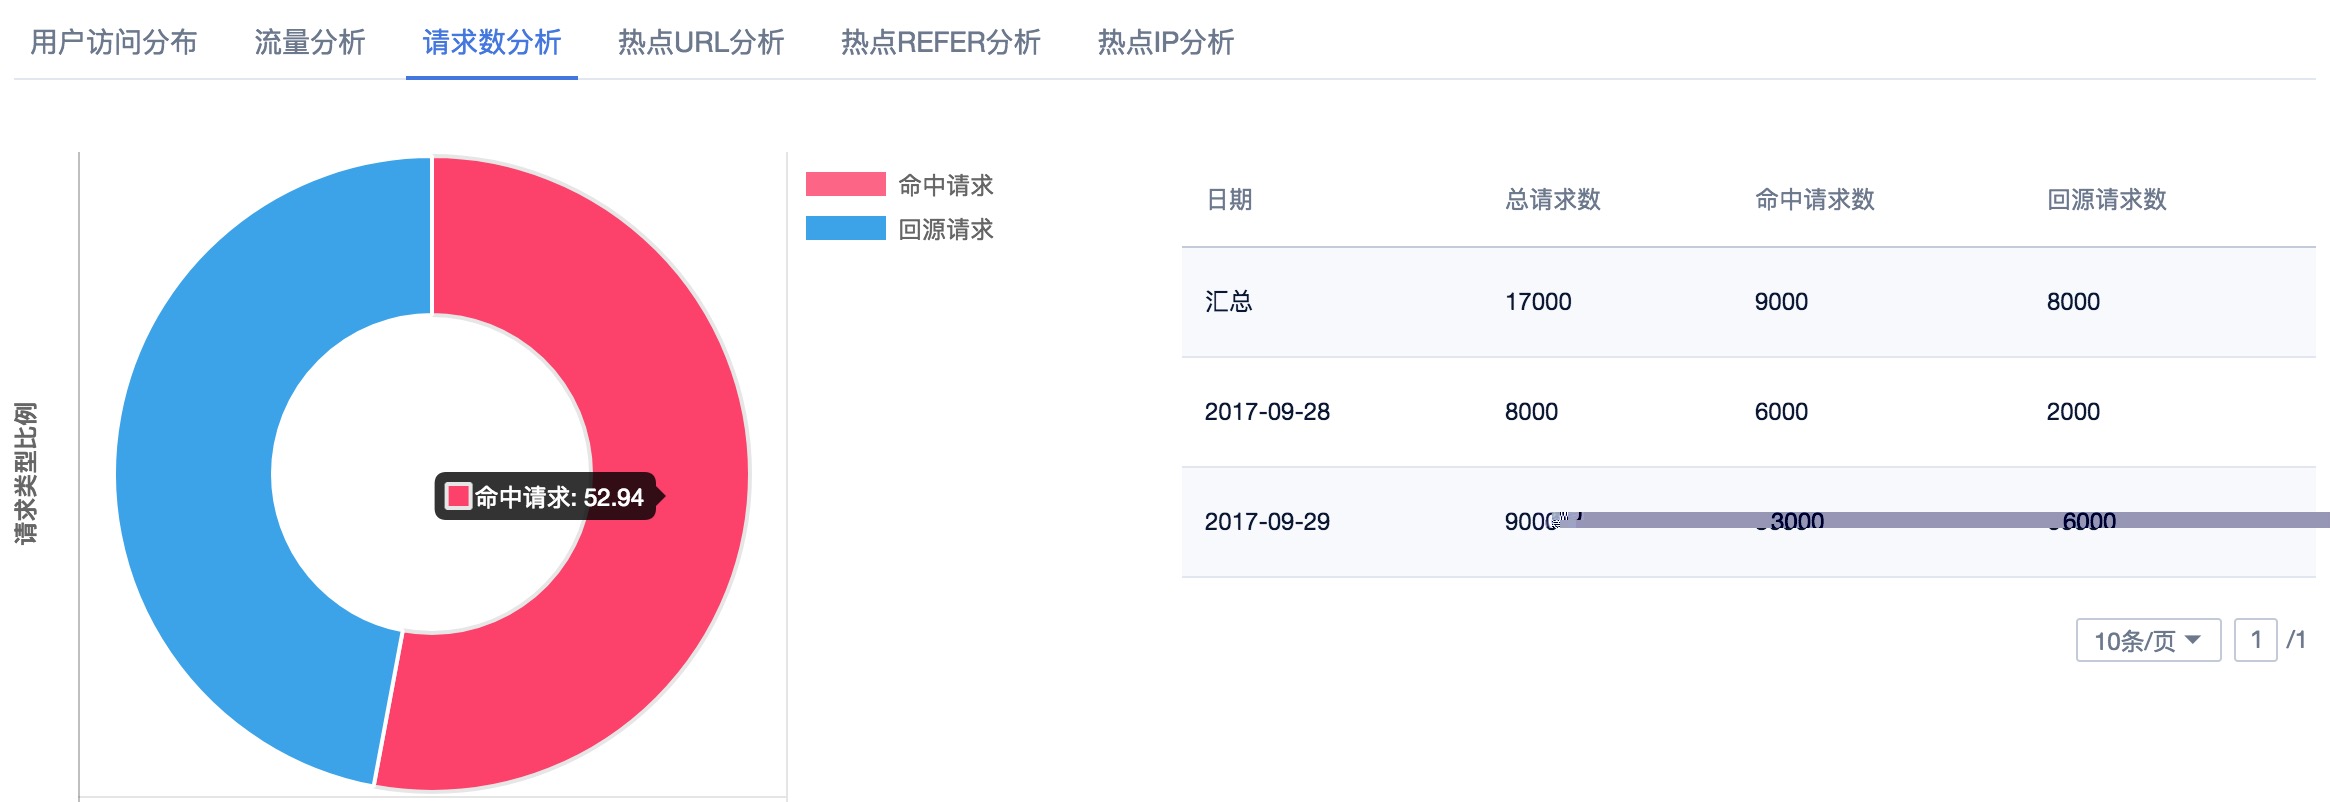 用户访问分布 流量分析 请求数分析 热点URL分析 热点REFER分析 热点IP分析
命中请求
回源请求
请求类型比例
命中请求: 52.94
日期 总请求数 命中请求数 回源请求数
汇总 17000 9000 8000
2017-09-28 8000 6000 2000
2017-09-29 9000 3000 6000
10条/页 1 /1